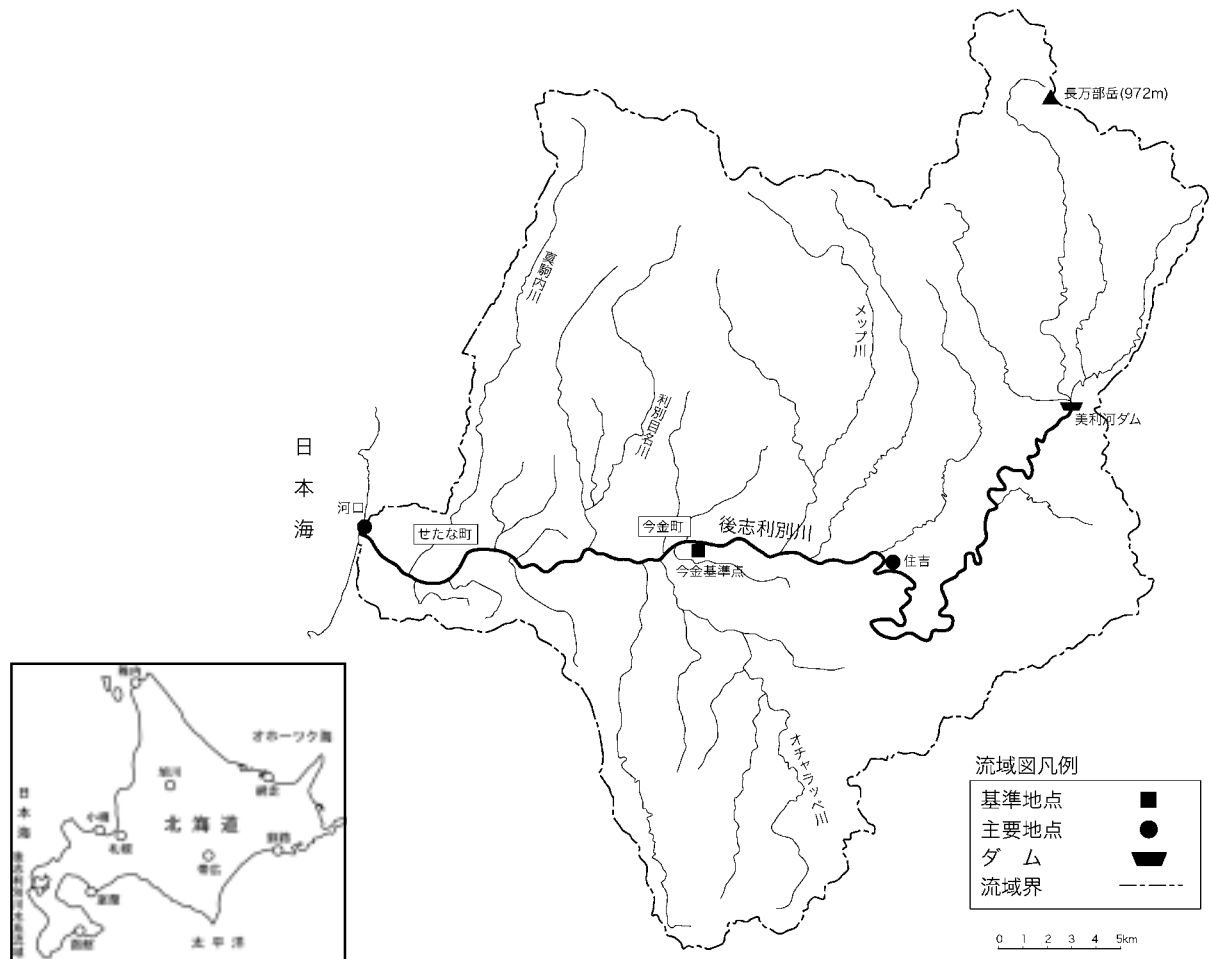 長万部岳(972m)
真駒内川
メップ川
利別目名川
美利河ダム
日本海
河口
せたな町
今金町
後志利別川
今金基準点
住吉
オチャラッペ川
稚内
オホーツク海
旭川
網走
日本海
小樽
札幌
北海道
釧路
帯広
室蘭
函館
太平洋
流域図凡例
基準地点
主要地点
ダム
流域界
0 1 2 3 4 5km